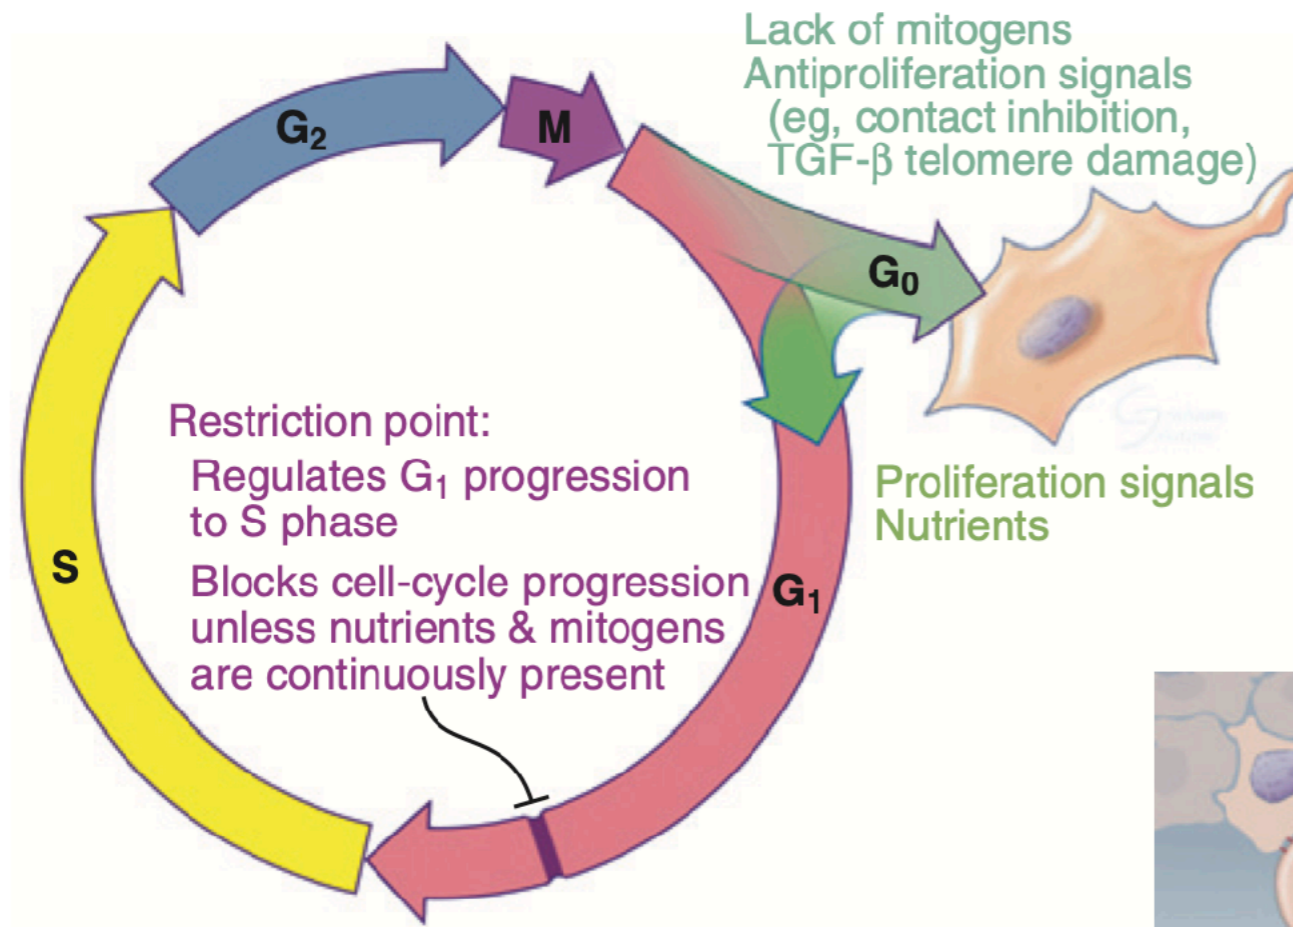 Lack of mitogens
Antiproliferation signals
(eg, contact inhibition,
TGF-β telomere damage)
G₂
M
G₀
Proliferation signals
Nutrients
Restriction point:
Regulates G₁ progression
to S phase
Blocks cell-cycle progression
unless nutrients & mitogens
are continuously present
S
G₁